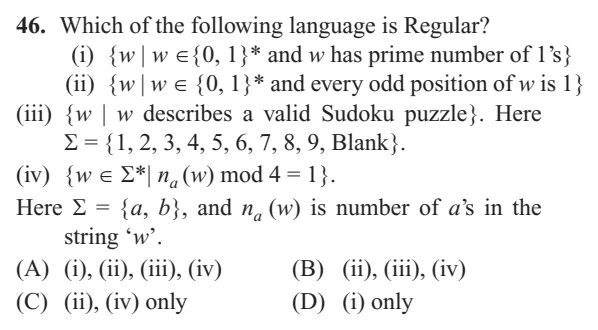 46. Which of the following language is Regular?
(i) {w | w ∈{0, 1}* and w has prime number of 1’s}
(ii) {w | w ∈ {0, 1}* and every odd position of w is 1}
(iii) {w | w describes a valid Sudoku puzzle}. Here
Σ = {1, 2, 3, 4, 5, 6, 7, 8, 9, Blank}.
(iv) {w ∈ Σ*| nₐ (w) mod 4 = 1}.
Here Σ = {a, b}, and nₐ (w) is number of a’s in the
string ‘w’.
(A) (i), (ii), (iii), (iv) (B) (ii), (iii), (iv)
(C) (ii), (iv) only (D) (i) only